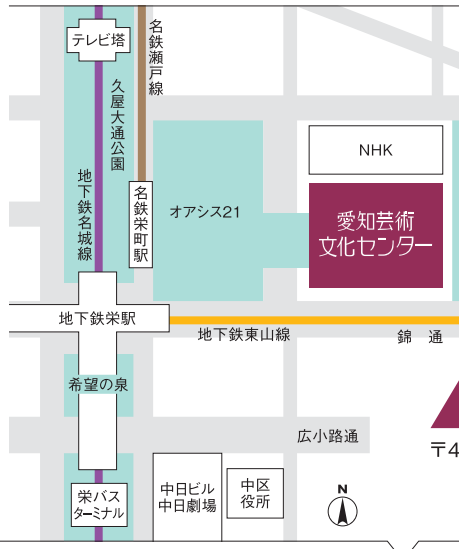 テレビ塔
名鉄瀬戸線
久屋大通公園
NHK
地下鉄名城線
名鉄栄町駅
オアシス21
愛知芸術
文化センター
地下鉄栄駅
地下鉄東山線
錦 通
希望の泉
広小路通
〒4
栄バス
ターミナル
中日ビル
中日劇場
中区
役所
N